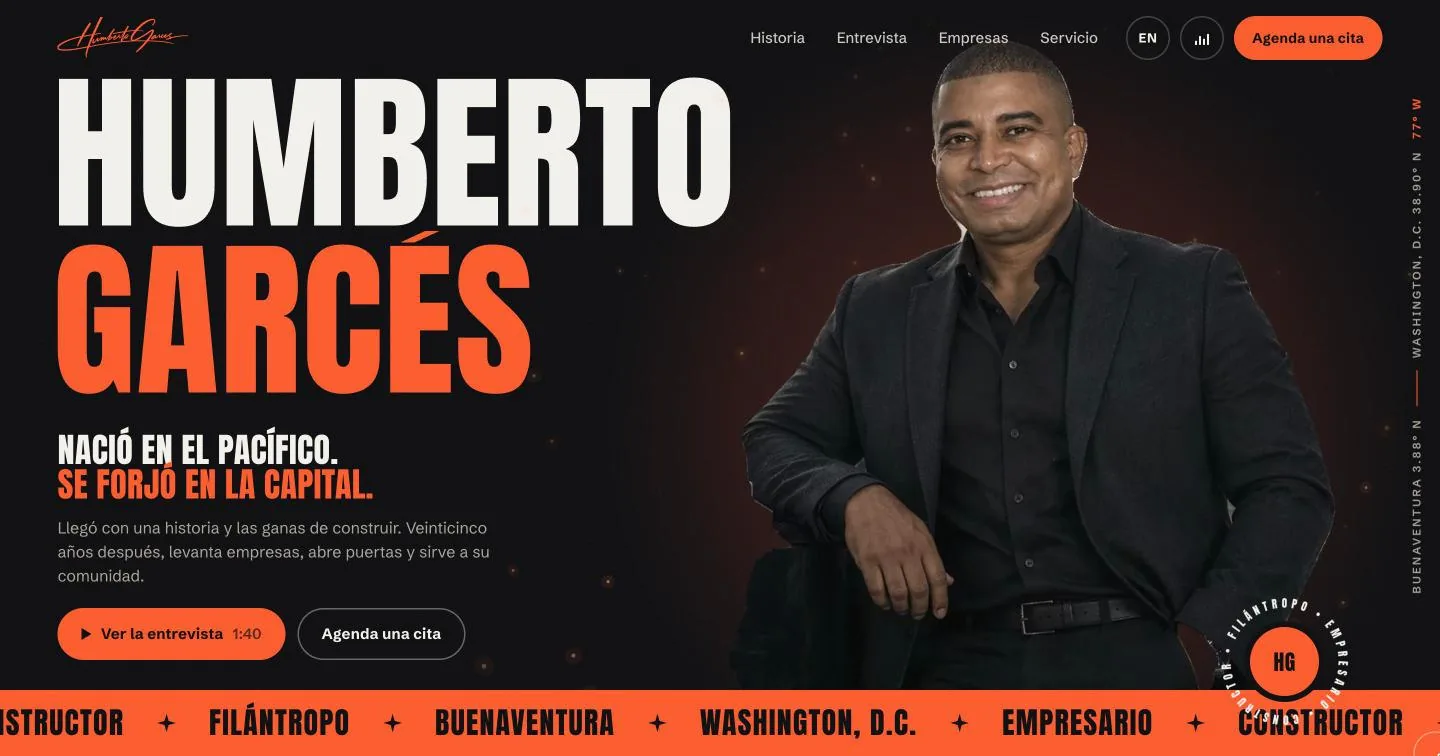 Humberto Garces
Historia
Entrevista
Empresas
Servicio
EN
Agenda una cita
HUMBERTO
GARCÉS
NACIÓ EN EL PACÍFICO.
SE FORJÓ EN LA CAPITAL.
Llegó con una historia y las ganas de construir. Veinticinco
años después, levanta empresas, abre puertas y sirve a su
comunidad.
Ver la entrevista 1:40
Agenda una cita
BUENAVENTURA 3.88° N
WASHINGTON, D.C. 38.90° N 77° W
FILÁNTROPO • EMPRESARIO • CONSTRUCTOR •
HG
NSTRUCTOR
FILÁNTROPO
BUENAVENTURA
WASHINGTON, D.C.
EMPRESARIO
CONSTRUCTOR